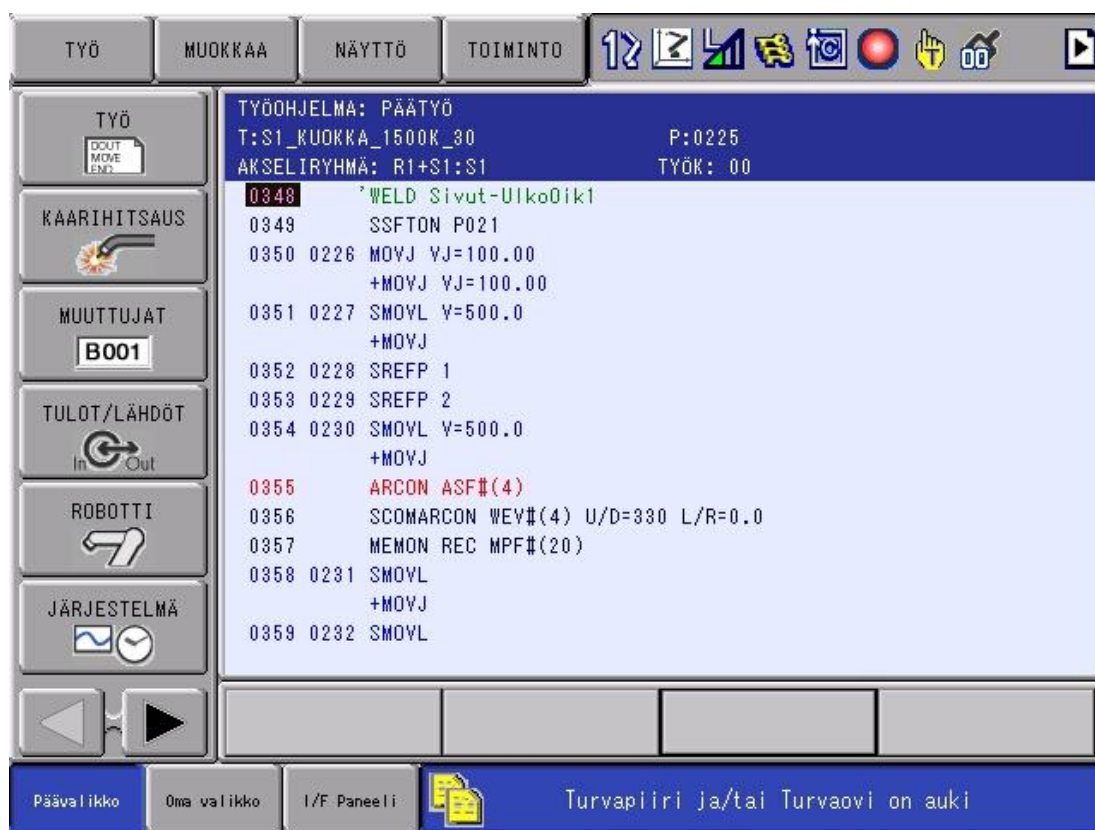 TYÖ MUOKKAA NÄYTTÖ TOIMINTO
TYÖ
DOUT
MOVE
END
KAARIHITSAUS
MUUTTUJAT
B001
TULOT/LÄHDÖT
In Out
ROBOTTI
JÄRJESTELMÄ
TYÖOHJELMA: PÄÄTYÖ
T:S1_KUOKKA_1500K_30 P:0225
AKSELIRYHMÄ: R1+S1:S1 TYÖK: 00
0348 'WELD Sivut-UlkoOik1
0349 SSFTON P021
0350 0226 MOVJ VJ=100.00
+MOVJ VJ=100.00
0351 0227 SMOVL V=500.0
+MOVJ
0352 0228 SREFP 1
0353 0229 SREFP 2
0354 0230 SMOVL V=500.0
+MOVJ
0355 ARCON ASF#(4)
0356 SCOMARCON WEV#(4) U/D=330 L/R=0.0
0357 MEMON REC MPF#(20)
0358 0231 SMOVL
+MOVJ
0359 0232 SMOVL
Päävalikko Oma valikko I/F Paneeli Turvapiiri ja/tai Turvaovi on auki